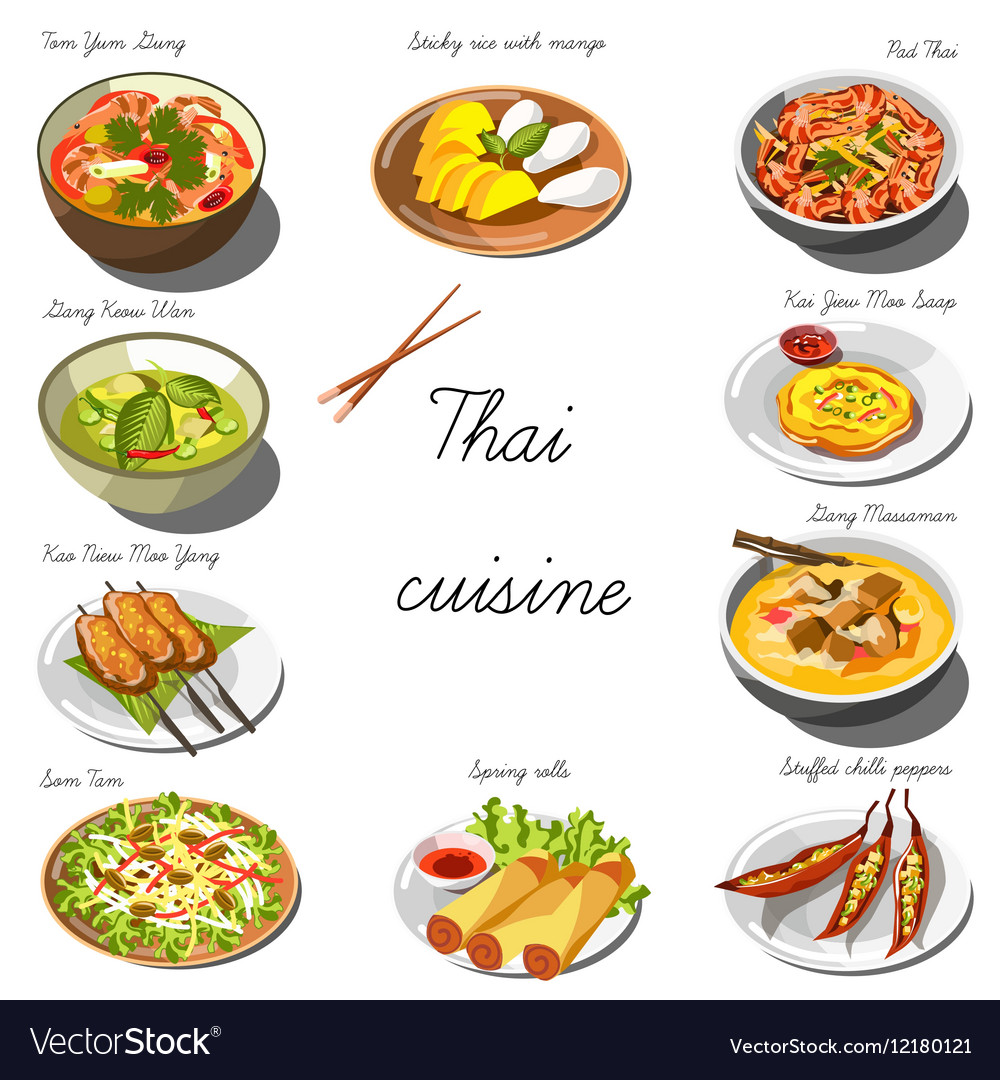 Tom Yum Gung
Sticky rice with mango
Pad Thai
Gang Keow Wan
Kai Jiew Moo Saap
Thai
cuisine
Gang Massaman
Kao Niew Moo Yang
Som Tam
Spring rolls
Stuffed chilli peppers
VectorStock®
VectorStock.com/12180121